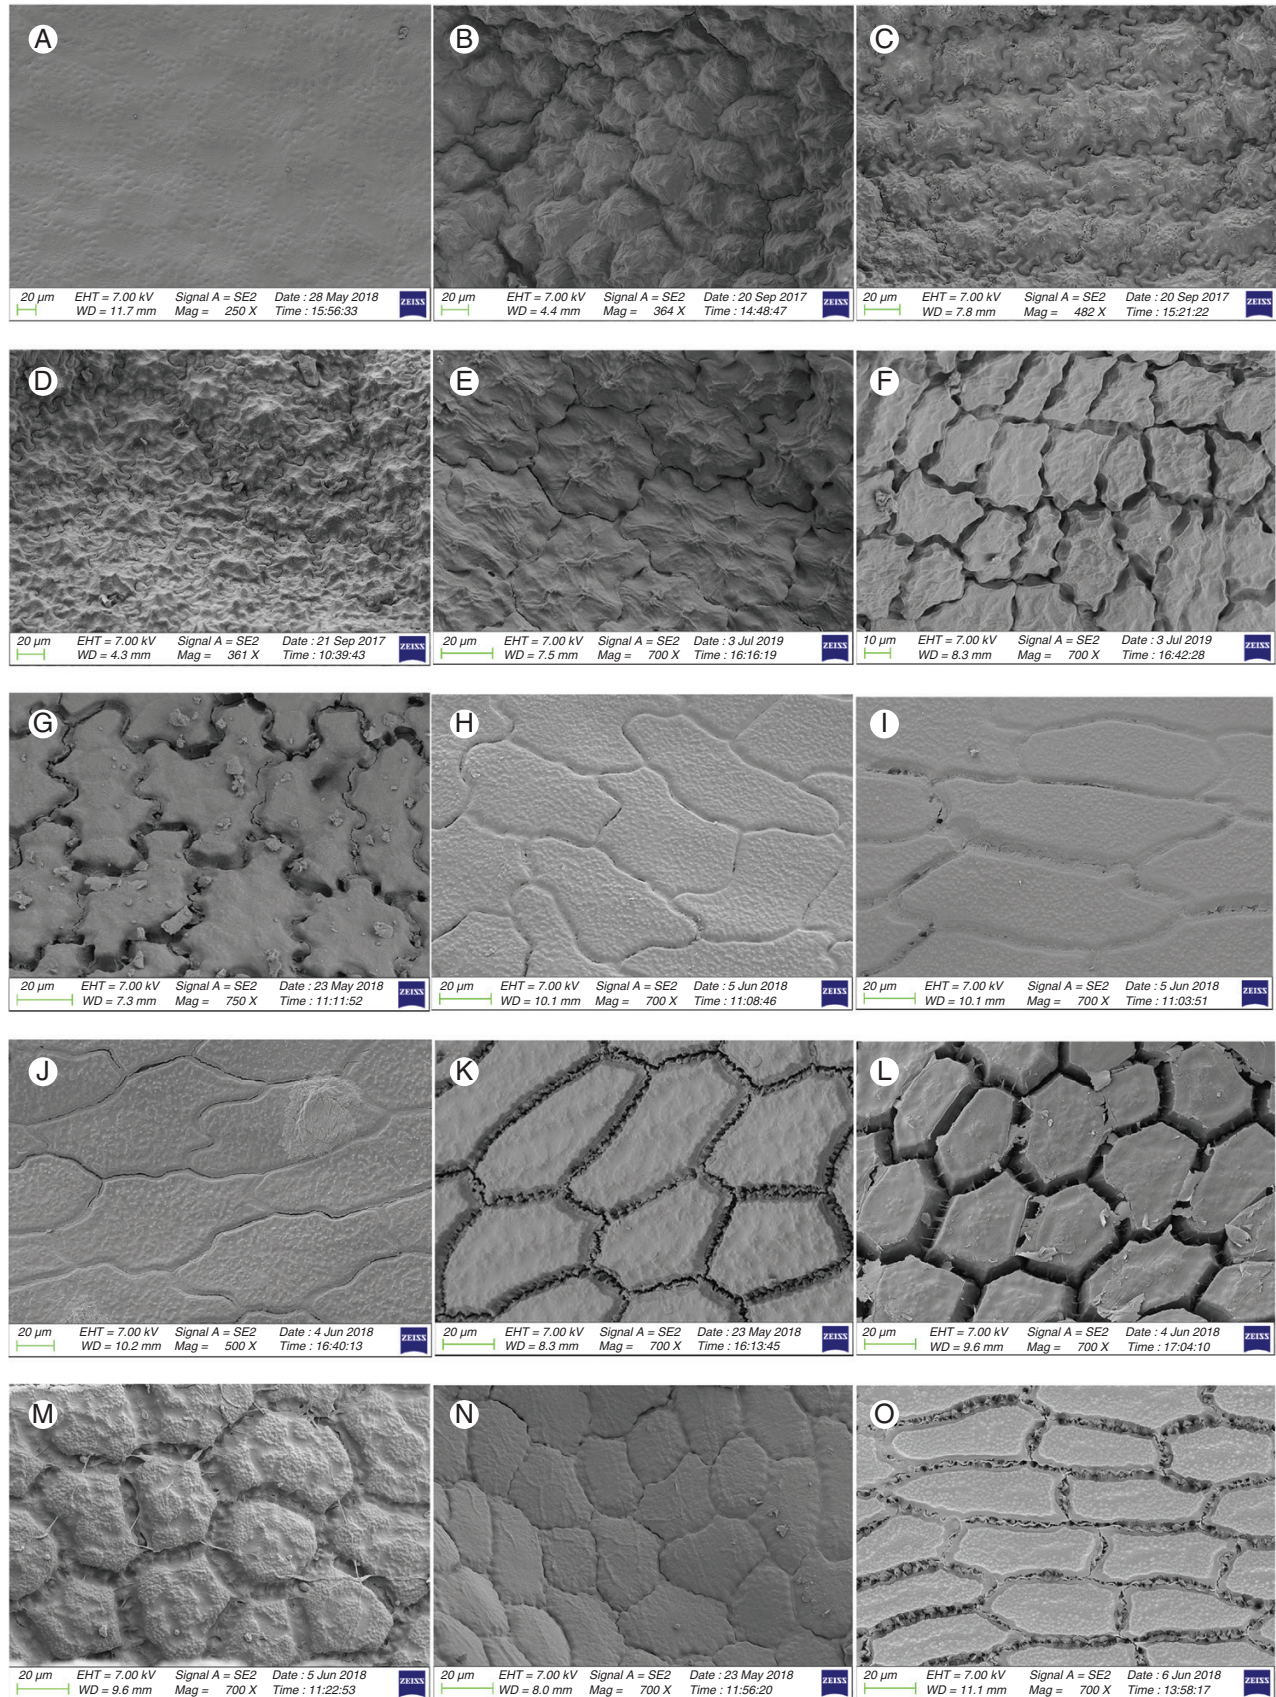 A
B
C
20 µm EHT = 7.00 kV Signal A = SE2 Date : 28 May 2018 ZEISS
WD = 11.7 mm Mag = 250 X Time : 15:56:33
20 µm EHT = 7.00 kV Signal A = SE2 Date : 20 Sep 2017 ZEISS
WD = 4.4 mm Mag = 364 X Time : 14:48:47
20 µm EHT = 7.00 kV Signal A = SE2 Date : 20 Sep 2017 ZEISS
WD = 7.8 mm Mag = 482 X Time : 15:21:22
D
E
F
20 µm EHT = 7.00 kV Signal A = SE2 Date : 21 Sep 2017 ZEISS
WD = 4.3 mm Mag = 361 X Time : 10:39:43
20 µm EHT = 7.00 kV Signal A = SE2 Date : 3 Jul 2019 ZEISS
WD = 7.5 mm Mag = 700 X Time : 16:16:19
10 µm EHT = 7.00 kV Signal A = SE2 Date : 3 Jul 2019 ZEISS
WD = 8.3 mm Mag = 700 X Time : 16:42:28
G
H
I
20 µm EHT = 7.00 kV Signal A = SE2 Date : 23 May 2018 ZEISS
WD = 7.3 mm Mag = 750 X Time : 11:11:52
20 µm EHT = 7.00 kV Signal A = SE2 Date : 5 Jun 2018 ZEISS
WD = 10.1 mm Mag = 700 X Time : 11:08:46
20 µm EHT = 7.00 kV Signal A = SE2 Date : 5 Jun 2018 ZEISS
WD = 10.1 mm Mag = 700 X Time : 11:03:51
J
K
L
20 µm EHT = 7.00 kV Signal A = SE2 Date : 4 Jun 2018 ZEISS
WD = 10.2 mm Mag = 500 X Time : 16:40:13
20 µm EHT = 7.00 kV Signal A = SE2 Date : 23 May 2018 ZEISS
WD = 8.3 mm Mag = 700 X Time : 16:13:45
20 µm EHT = 7.00 kV Signal A = SE2 Date : 4 Jun 2018 ZEISS
WD = 9.6 mm Mag = 700 X Time : 17:04:10
M
N
O
20 µm EHT = 7.00 kV Signal A = SE2 Date : 5 Jun 2018 ZEISS
WD = 9.6 mm Mag = 700 X Time : 11:22:53
20 µm EHT = 7.00 kV Signal A = SE2 Date : 23 May 2018 ZEISS
WD = 8.0 mm Mag = 700 X Time : 11:56:20
20 µm EHT = 7.00 kV Signal A = SE2 Date : 6 Jun 2018 ZEISS
WD = 11.1 mm Mag = 700 X Time : 13:58:17